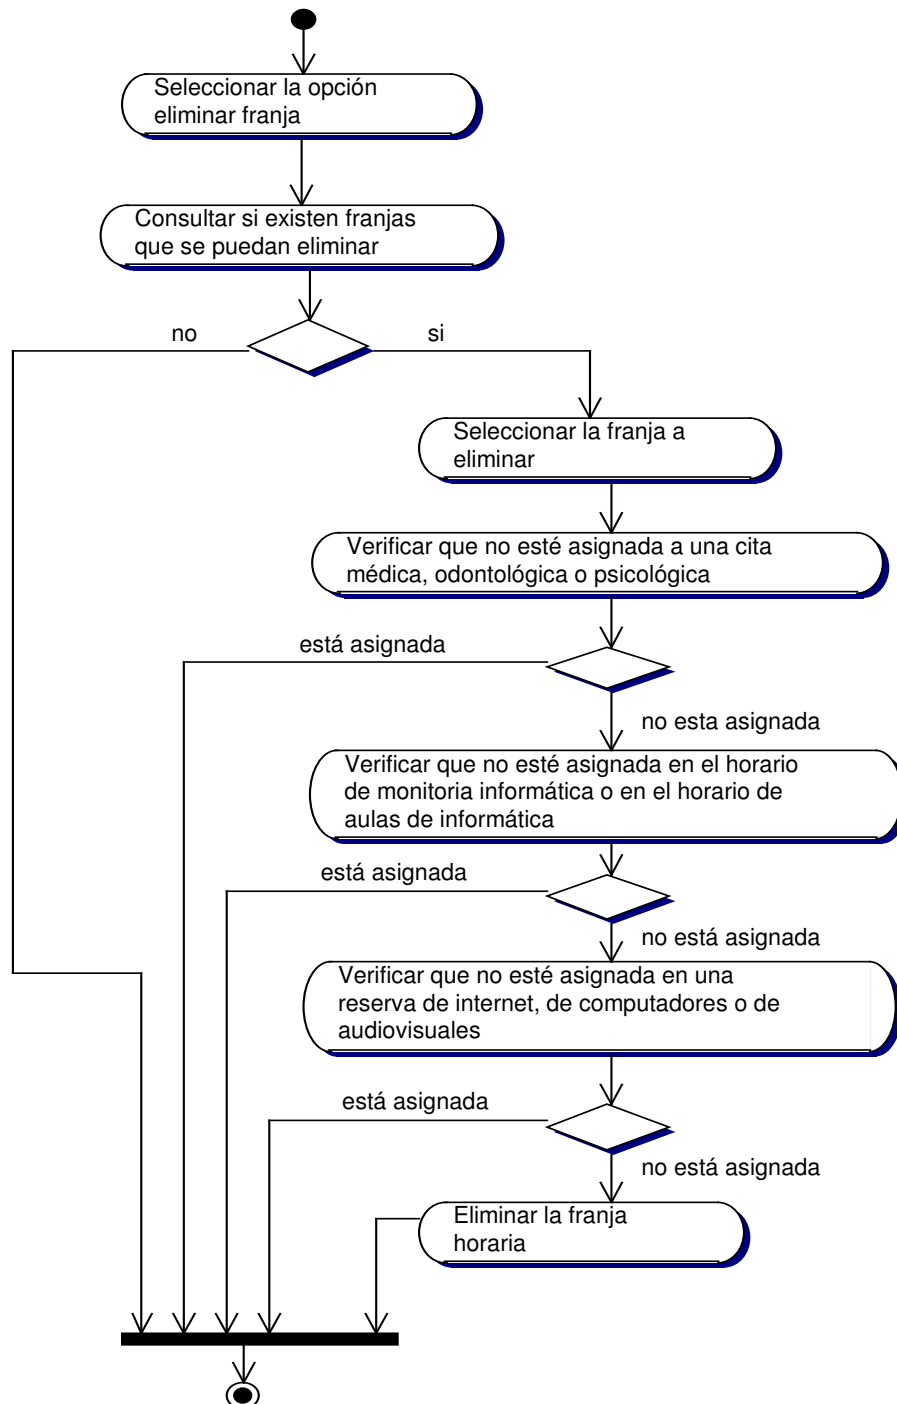 Seleccionar la opción
eliminar franja
Consultar si existen franjas
que se puedan eliminar
no
si
Seleccionar la franja a
eliminar
Verificar que no esté asignada a una cita
médica, odontológica o psicológica
está asignada
no esta asignada
Verificar que no esté asignada en el horario
de monitoria informática o en el horario de
aulas de informática
está asignada
no está asignada
Verificar que no esté asignada en una
reserva de internet, de computadores o de
audiovisuales
está asignada
no está asignada
Eliminar la franja
horaria